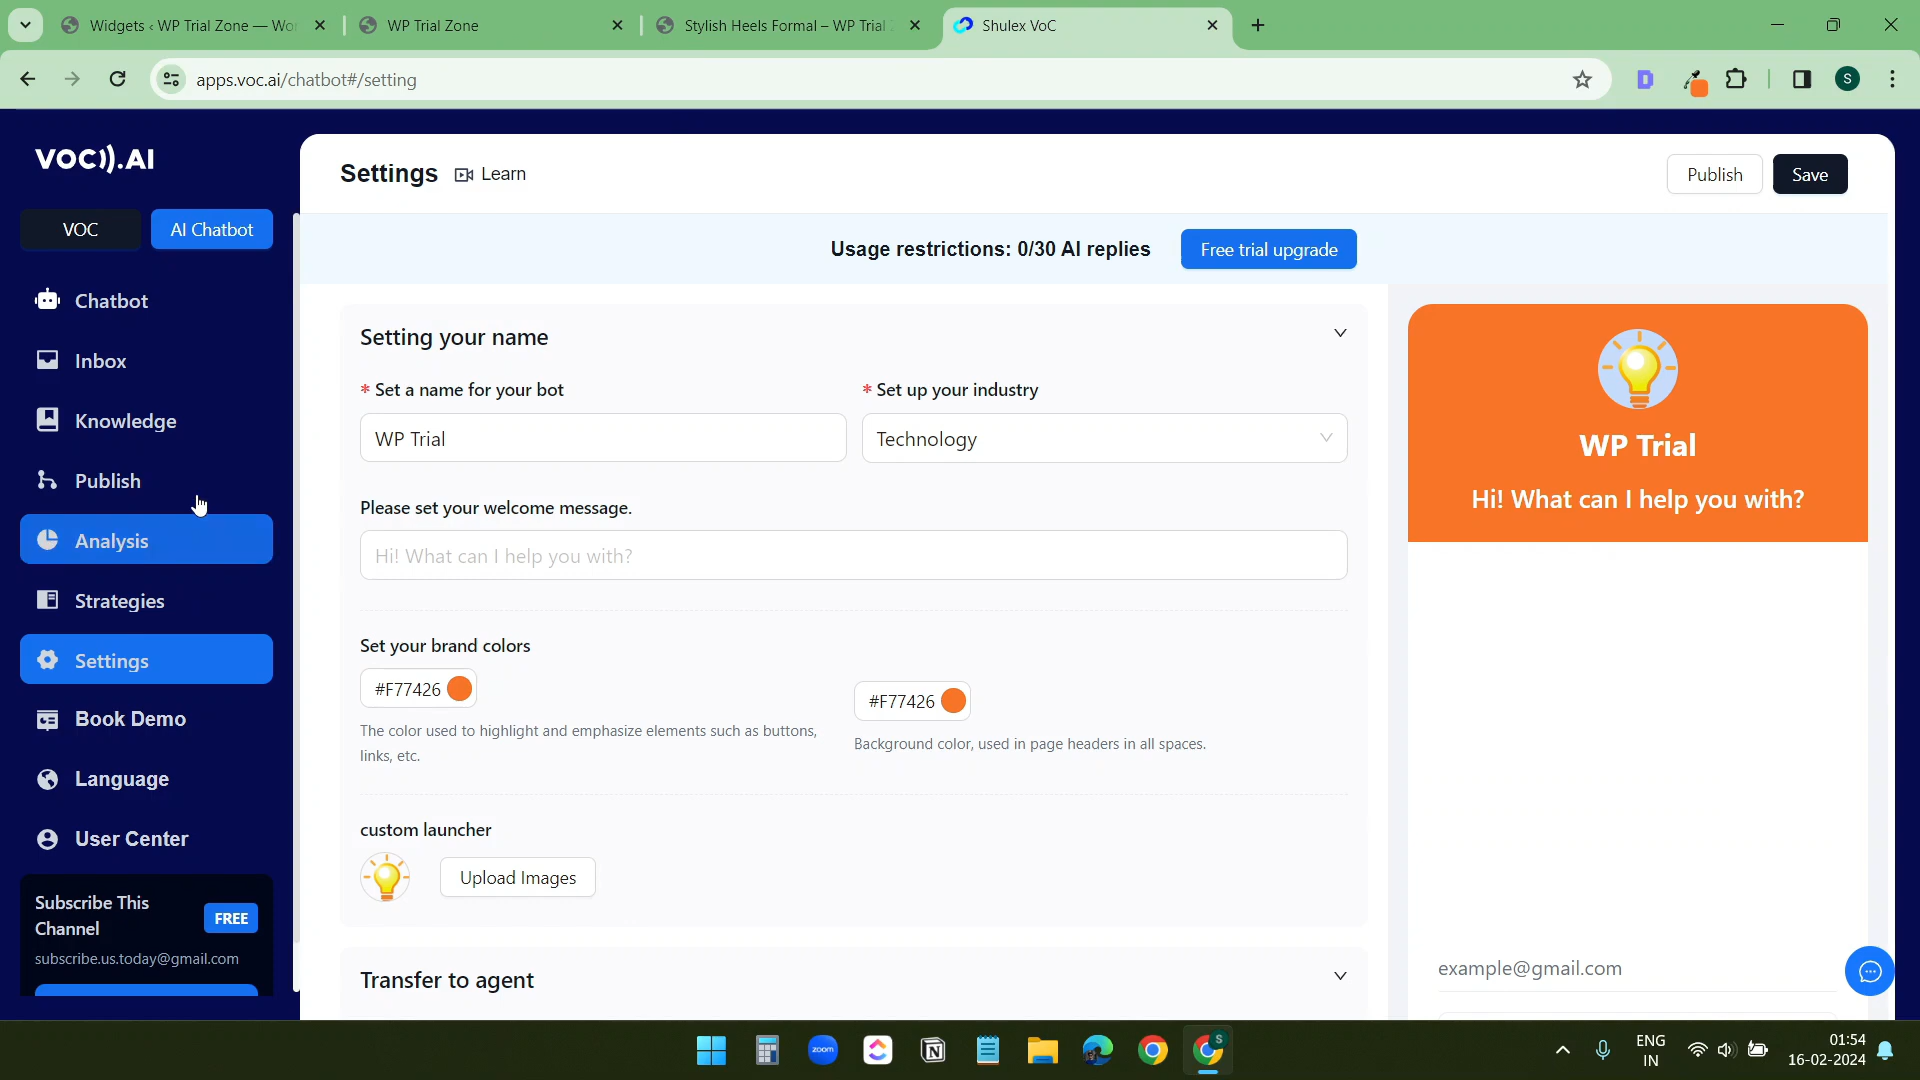 Widgets ‹ WP Trial Zone — Wo
WP Trial Zone
Stylish Heels Formal – WP Trial
Shulex VoC
apps.voc.ai/chatbot#/setting
S
VOC.AI
VOC
AI Chatbot
Chatbot
Inbox
Knowledge
Publish
Analysis
Strategies
Settings
Book Demo
Language
User Center
Subscribe This
Channel
FREE
subscribe.us.today@gmail.com
Settings
Learn
Publish
Save
Usage restrictions: 0/30 AI replies
Free trial upgrade
Setting your name
* Set a name for your bot
* Set up your industry
WP Trial
Technology
Please set your welcome message.
Hi! What can I help you with?
Set your brand colors
#F77426
#F77426
The color used to highlight and emphasize elements such as buttons,
links, etc.
Background color, used in page headers in all spaces.
custom launcher
Upload Images
Transfer to agent
WP Trial
Hi! What can I help you with?
example@gmail.com
zoom
S
ENG
IN
01:54
16-02-2024